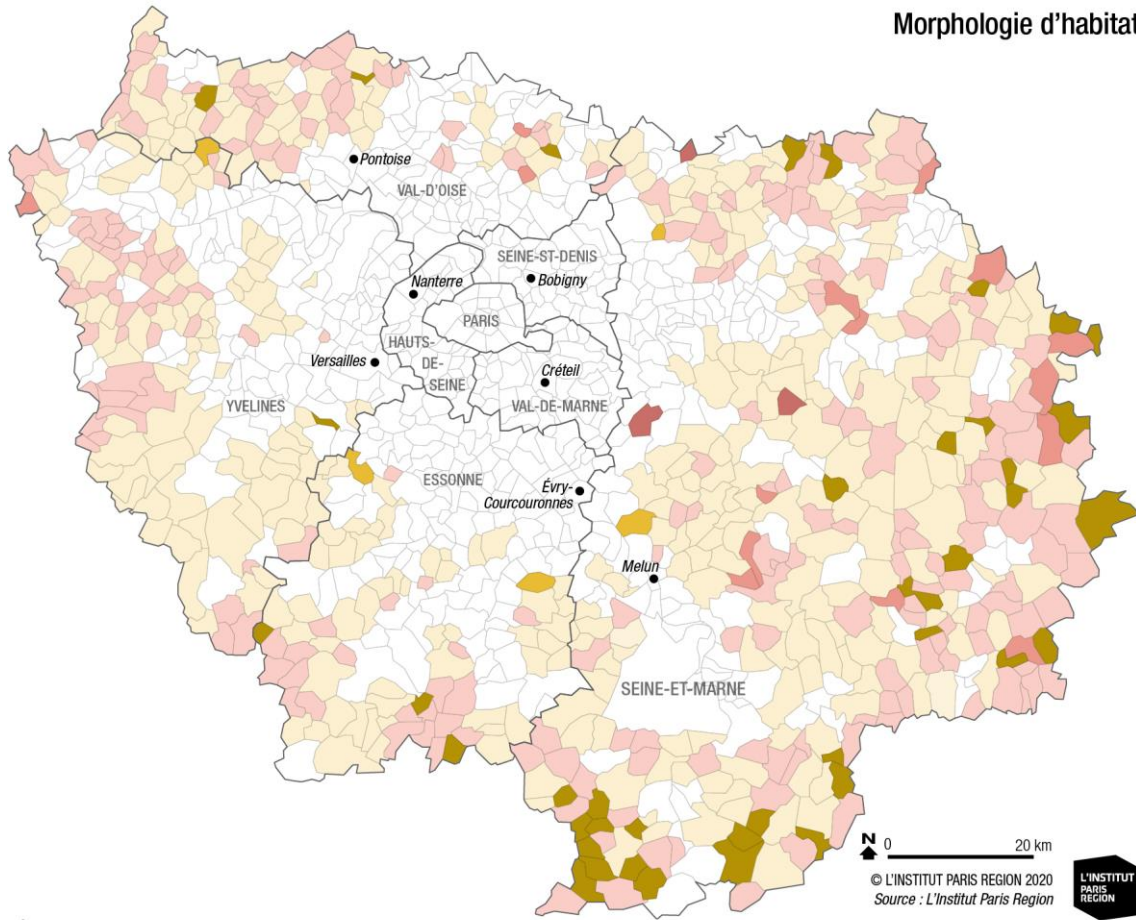 Morphologie d'habitat
Pontoise
VAL-D'OISE
SEINE-ST-DENIS
Nanterre
Bobigny
PARIS
HAUTS-
DE-
SEINE
Versailles
Créteil
VAL-DE-MARNE
YVELINES
ESSONNE
Évry-
Courcouronnes
Melun
SEINE-ET-MARNE
N 0 20 km
© L'INSTITUT PARIS REGION 2020
Source : L'Institut Paris Region
L'INSTITUT
PARIS
REGION